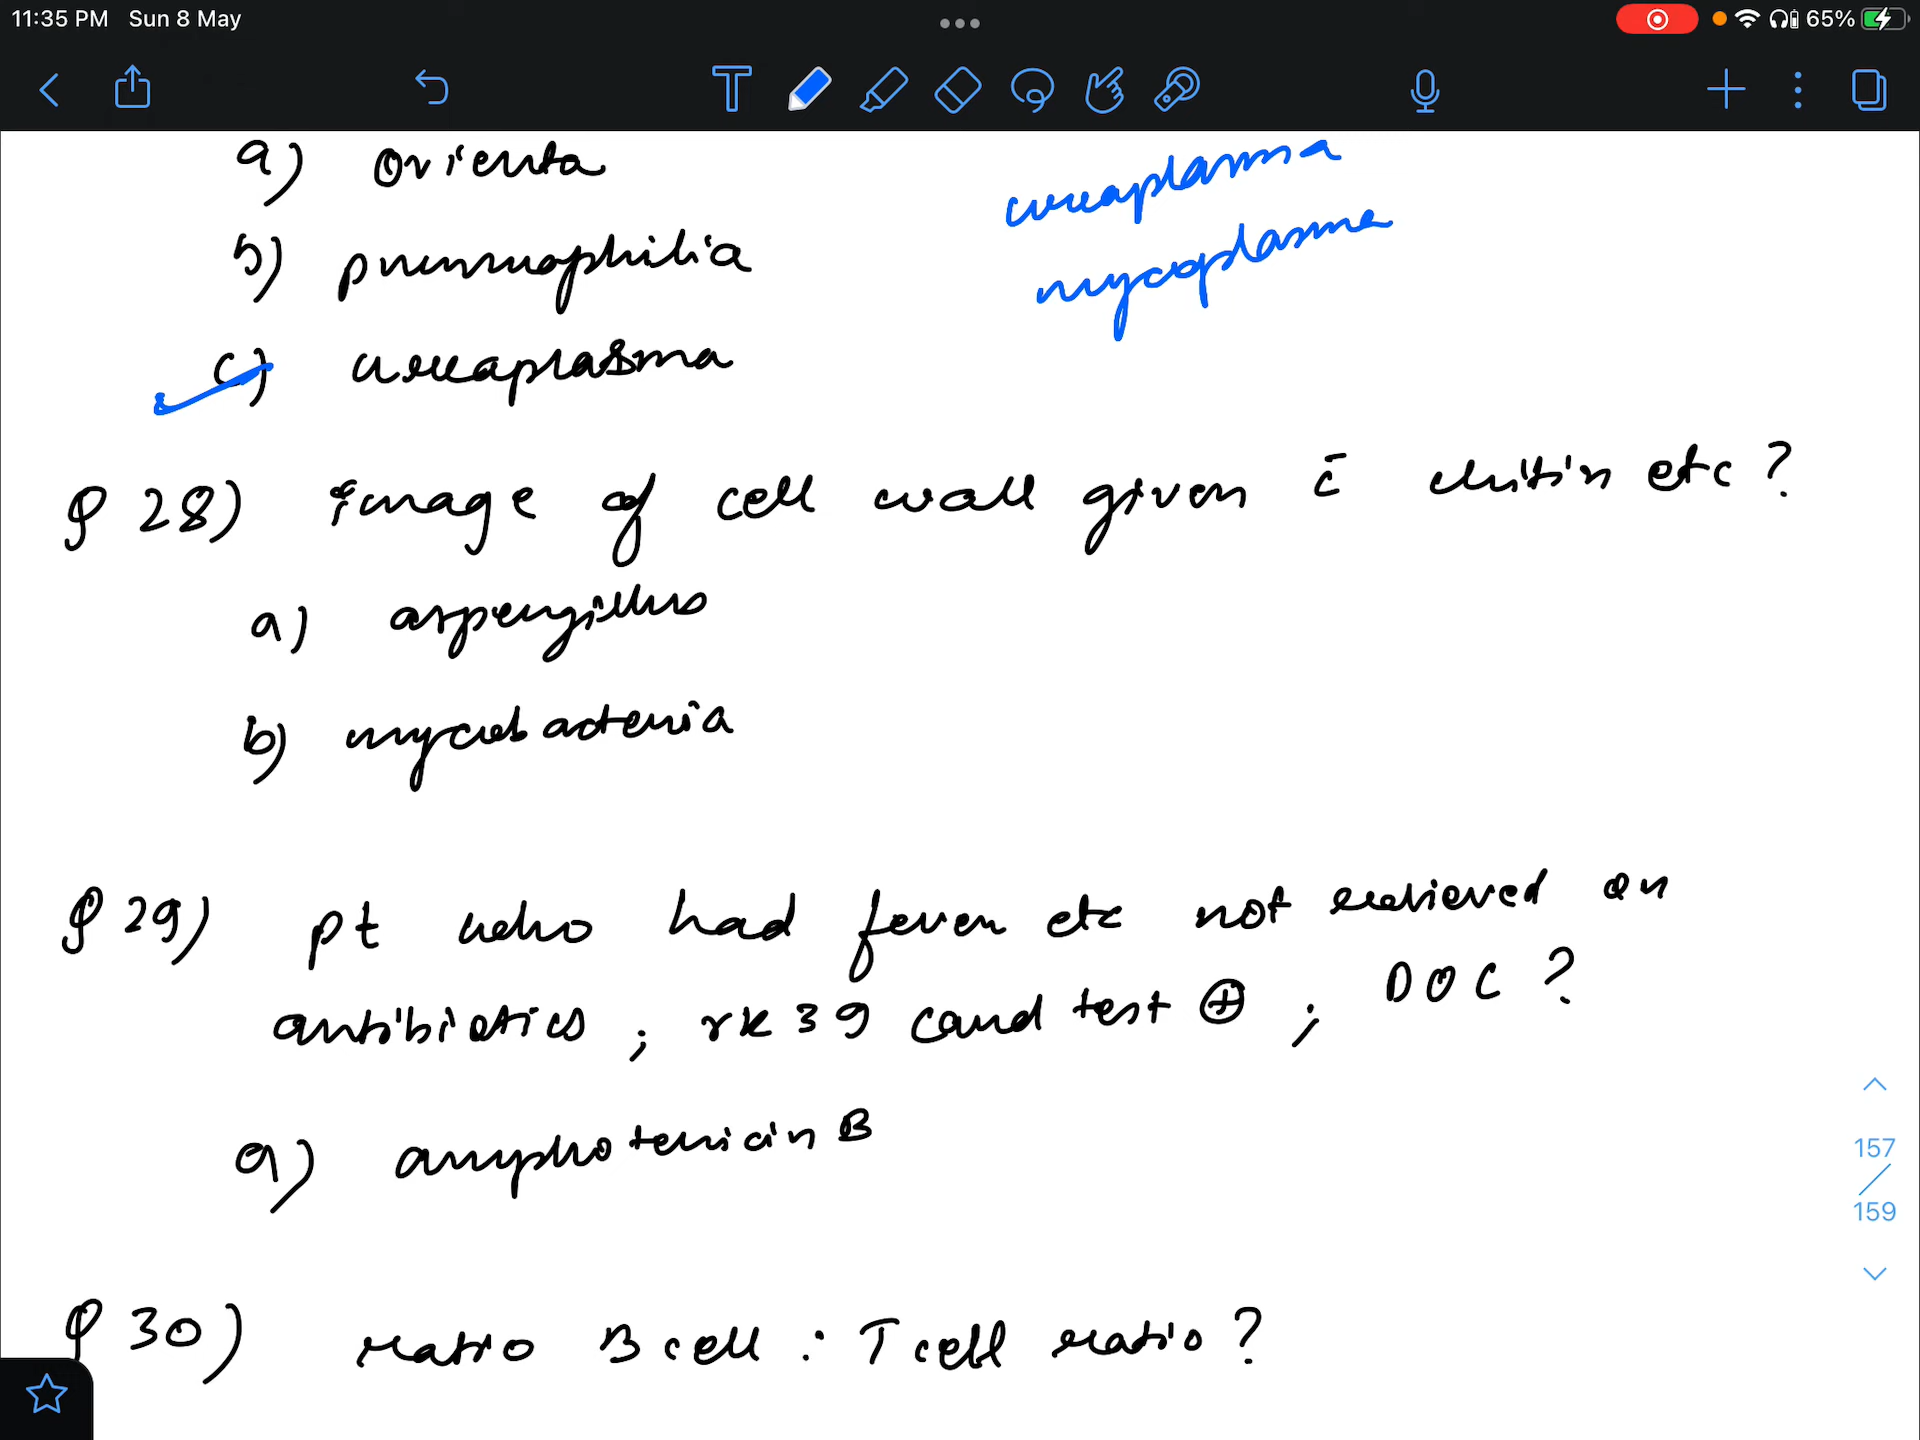 11:35 PM Sun 8 May
65%
a) orienta
ureaplasma
b) pneumophilia
mycoplasma
c) ureaplasma
Q 28) Image of cell wall given c̄ chitin etc ?
a) aspergillus
b) mycobacteria
Q 29) pt who had fever etc not relieved on
antibiotics ; rk 39 card test ⊕ ; DOC ?
a) amphotericin B
157
159
Q 30) ratio B cell : T cell ratio ?